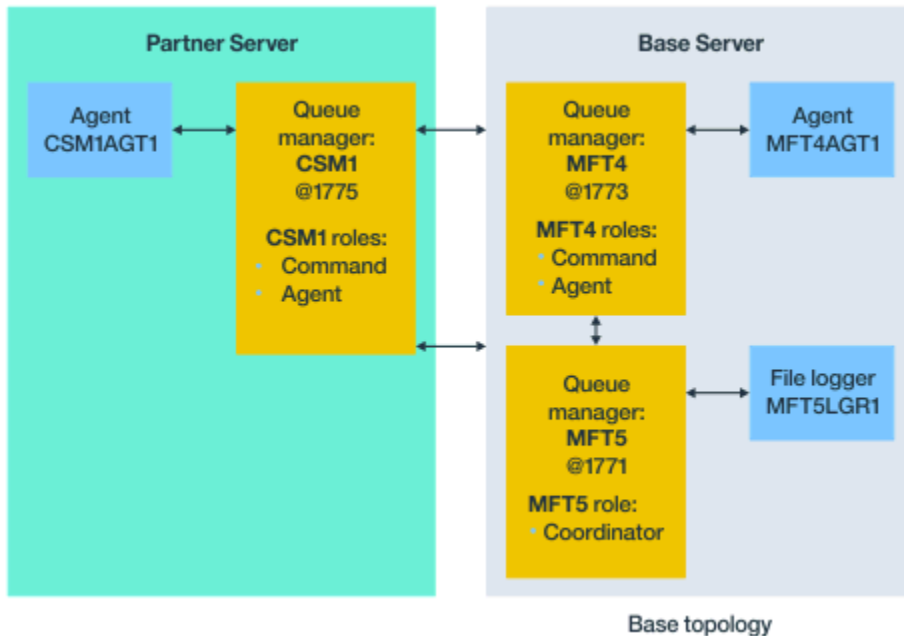 Partner Server
Agent
CSM1AGT1
Queue
manager:
CSM1
@1775
CSM1 roles:
• Command
• Agent
Base Server
Queue
manager:
MFT4
@1773
MFT4 roles:
• Command
• Agent
Agent
MFT4AGT1
Queue
manager:
MFT5
@1771
MFT5 role:
• Coordinator
File logger
MFT5LGR1
Base topology